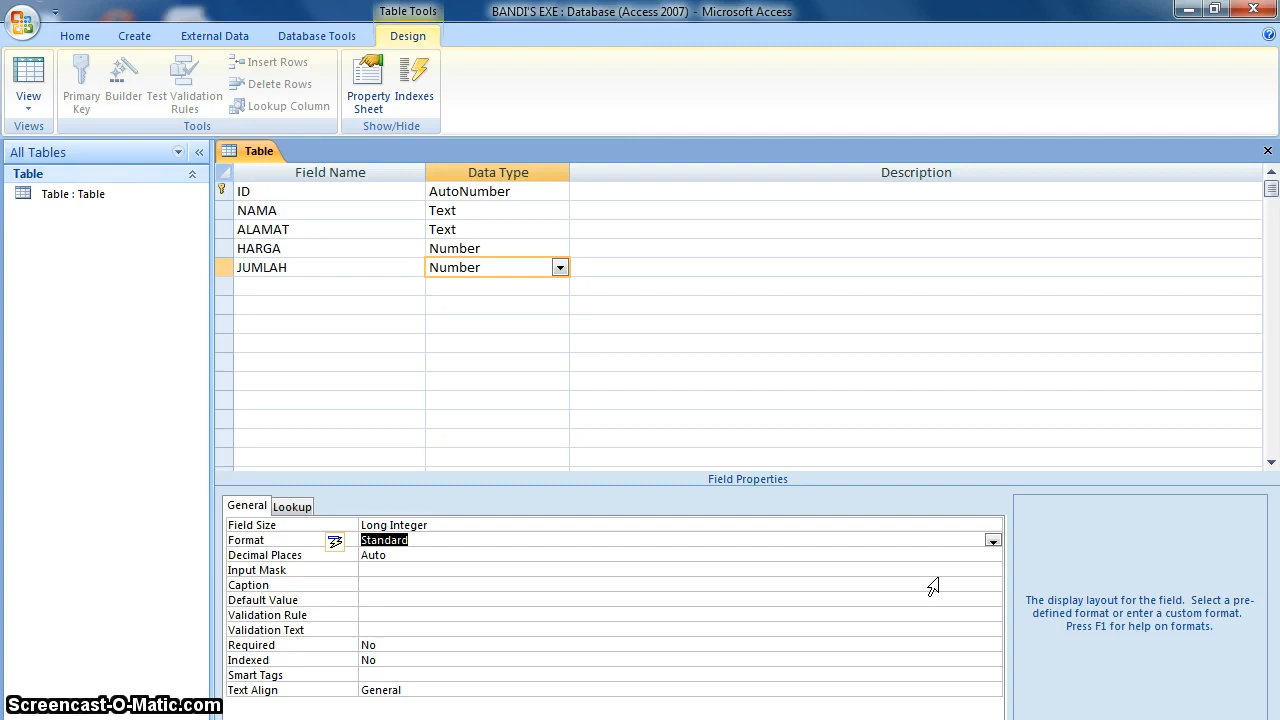 Table Tools
BANDI'S EXE : Database (Access 2007) - Microsoft Access
Home Create External Data Database Tools Design
View
Primary Key
Builder
Test Validation Rules
Insert Rows
Delete Rows
Lookup Column
Property Sheet
Indexes
Views Tools Show/Hide
All Tables
Table
Table : Table
Table
Field Name Data Type Description
ID AutoNumber
NAMA Text
ALAMAT Text
HARGA Number
JUMLAH Number
Field Properties
General Lookup
Field Size Long Integer
Format Standard
Decimal Places Auto
Input Mask
Caption
Default Value
Validation Rule
Validation Text
Required No
Indexed No
Smart Tags
Text Align General
The display layout for the field. Select a pre-
defined format or enter a custom format.
Press F1 for help on formats.
Screencast-O-Matic.com